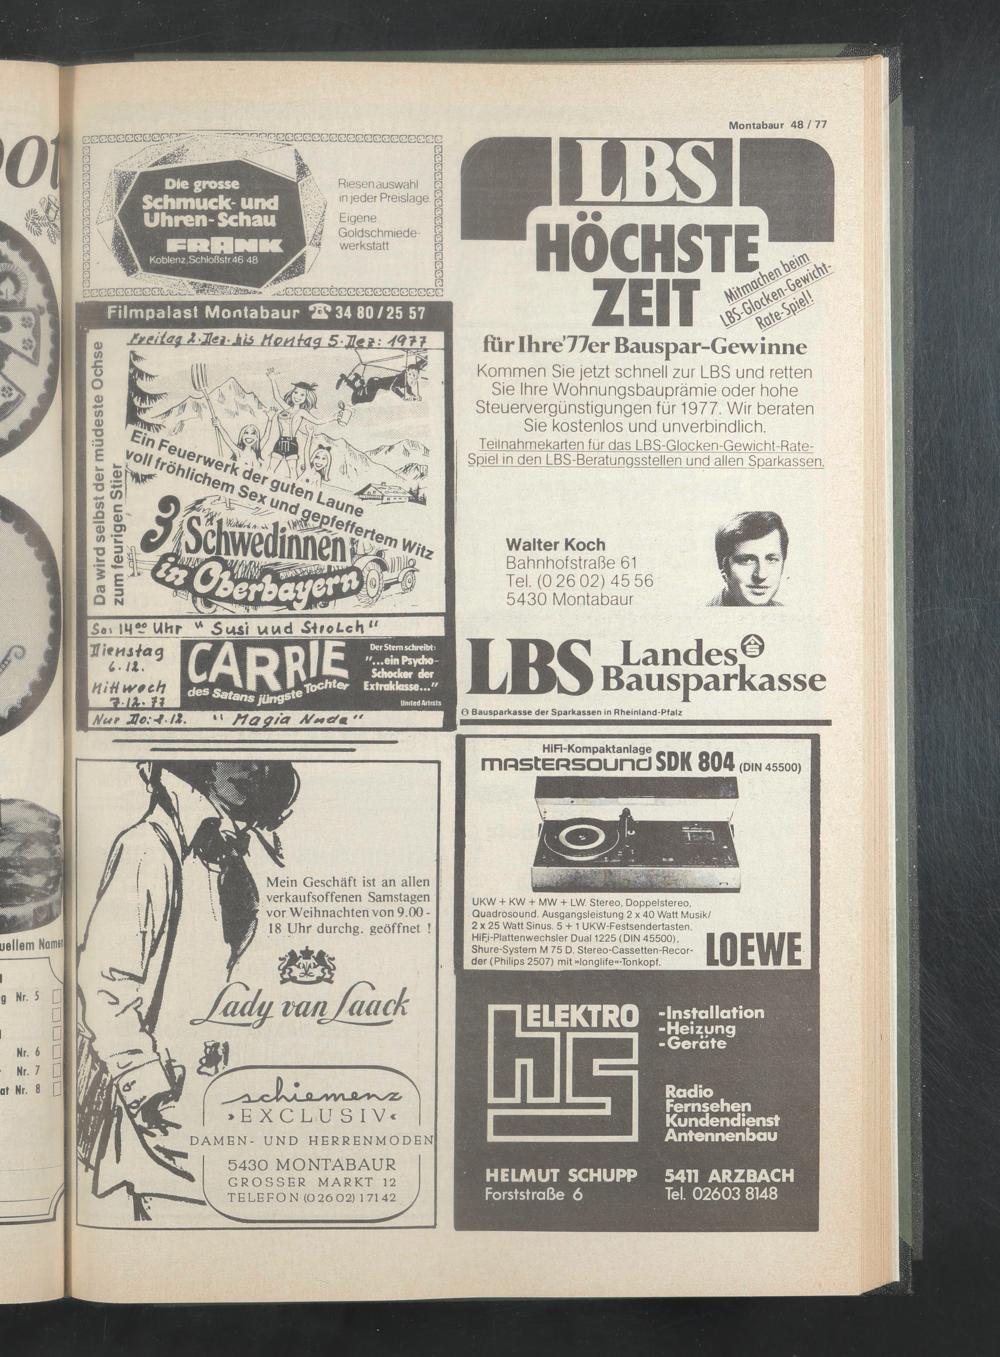 Montabaur 48 / 77
Die grosse
Schmuck- und
Uhren-Schau
FRANK
Koblenz, Schloßstr. 46 48
Riesenauswahl
in jeder Preislage.
Eigene
Goldschmiede-
werkstatt
Filmpalast Montabaur ☎ 34 80 / 25 57
Freitag 2. Dez. bis Montag 5. Dez: 1977
Da wird selbst der müdeste Ochse
zum feurigen Stier
Ein Feuerwerk der guten Laune
voll fröhlichem Sex und gepfeffertem Witz
3 Schwedinnen
in Oberbayern
So: 14⁰⁰ Uhr " Susi und Strolch "
Dienstag
6.12.
Mittwoch
7.12.77
CARRIE
des Satans jüngste Tochter
Der Stern schreibt:
"...ein Psycho-
Schocker der
Extraklasse..."
United Artists
Nur Do: 8.12. " Magia Nuda "
Mein Geschäft ist an allen
verkaufsoffenen Samstagen
vor Weihnachten von 9.00 -
18 Uhr durchg. geöffnet !
Lady van Laack
schiemenz
›EXCLUSIV‹
DAMEN- UND HERRENMODEN
5430 MONTABAUR
GROSSER MARKT 12
TELEFON (02602) 17142
LBS
HÖCHSTE
ZEIT
Mitmachen beim
LBS-Glocken-Gewicht-
Rate-Spiel!
für Ihre '77er Bauspar-Gewinne
Kommen Sie jetzt schnell zur LBS und retten
Sie Ihre Wohnungsbauprämie oder hohe
Steuervergünstigungen für 1977. Wir beraten
Sie kostenlos und unverbindlich.
Teilnahmekarten für das LBS-Glocken-Gewicht-Rate-
Spiel in den LBS-Beratungsstellen und allen Sparkassen.
Walter Koch
Bahnhofstraße 61
Tel. (0 26 02) 45 56
5430 Montabaur
LBS Landes
Bausparkasse
Bausparkasse der Sparkassen in Rheinland-Pfalz
HiFi-Kompaktanlage
mastersound SDK 804 (DIN 45500)
UKW + KW + MW + LW. Stereo, Doppelstereo,
Quadrosound. Ausgangsleistung 2 x 40 Watt Musik/
2 x 25 Watt Sinus. 5 + 1 UKW-Festsendertasten.
HiFi-Plattenwechsler Dual 1225 (DIN 45500),
Shure-System M 75 D. Stereo-Cassetten-Recor-
der (Philips 2507) mit »longlife«-Tonkopf.
LOEWE
ELEKTRO
hS
-Installation
-Heizung
-Geräte
Radio
Fernsehen
Kundendienst
Antennenbau
HELMUT SCHUPP
Forststraße 6
5411 ARZBACH
Tel. 02603 8148
uellem Namen
g Nr. 5
Nr. 6
Nr. 7
at Nr. 8